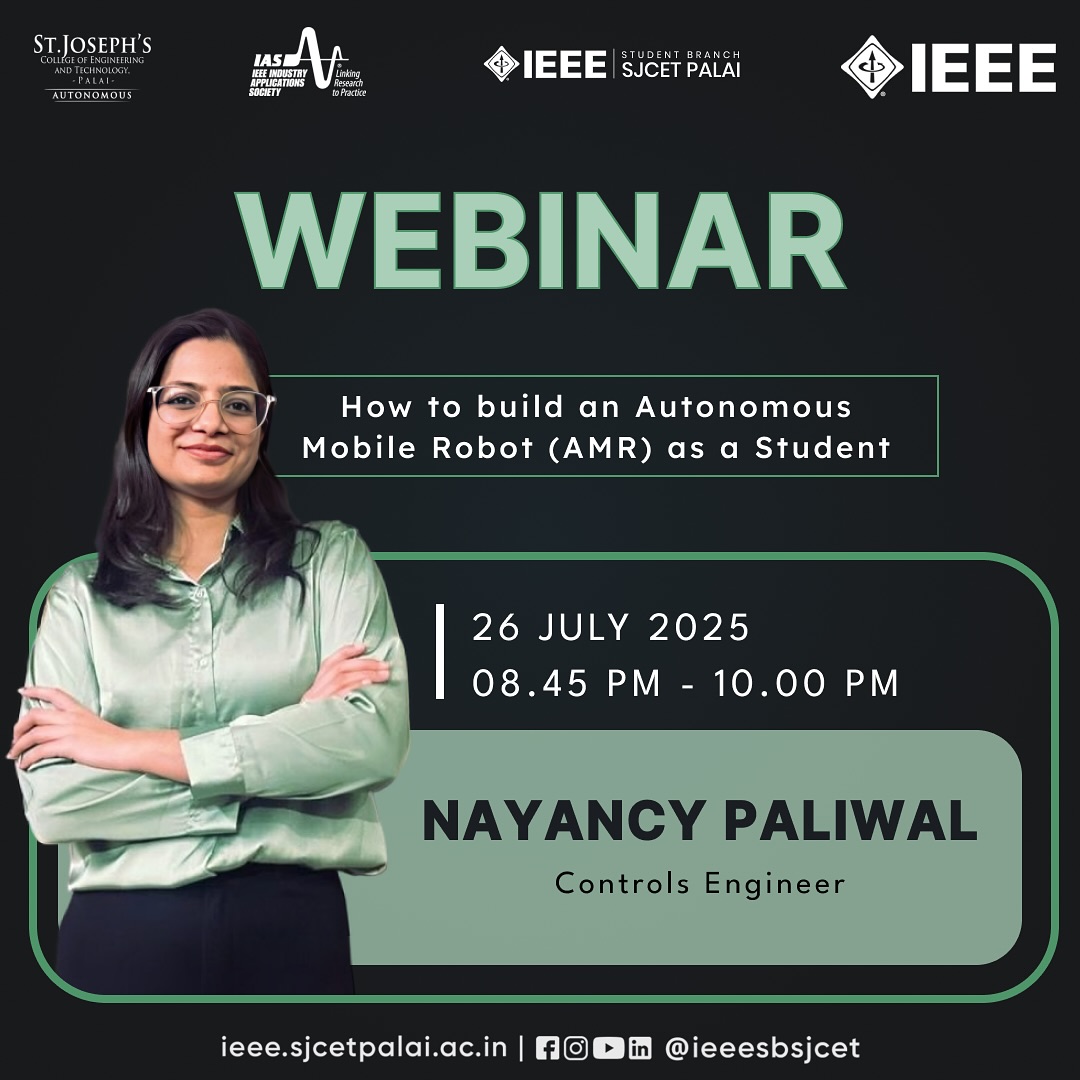 ST.JOSEPH'S
COLLEGE OF ENGINEERING
AND TECHNOLOGY,
- PALAI -
AUTONOMOUS
IAS
IEEE INDUSTRY
APPLICATIONS
SOCIETY
®
Linking
Research
to Practice
IEEE
STUDENT BRANCH
SJCET PALAI
IEEE
WEBINAR
How to build an Autonomous
Mobile Robot (AMR) as a Student
26 JULY 2025
08.45 PM - 10.00 PM
NAYANCY PALIWAL
Controls Engineer
ieee.sjcetpalai.ac.in | @ieeesbsjcet